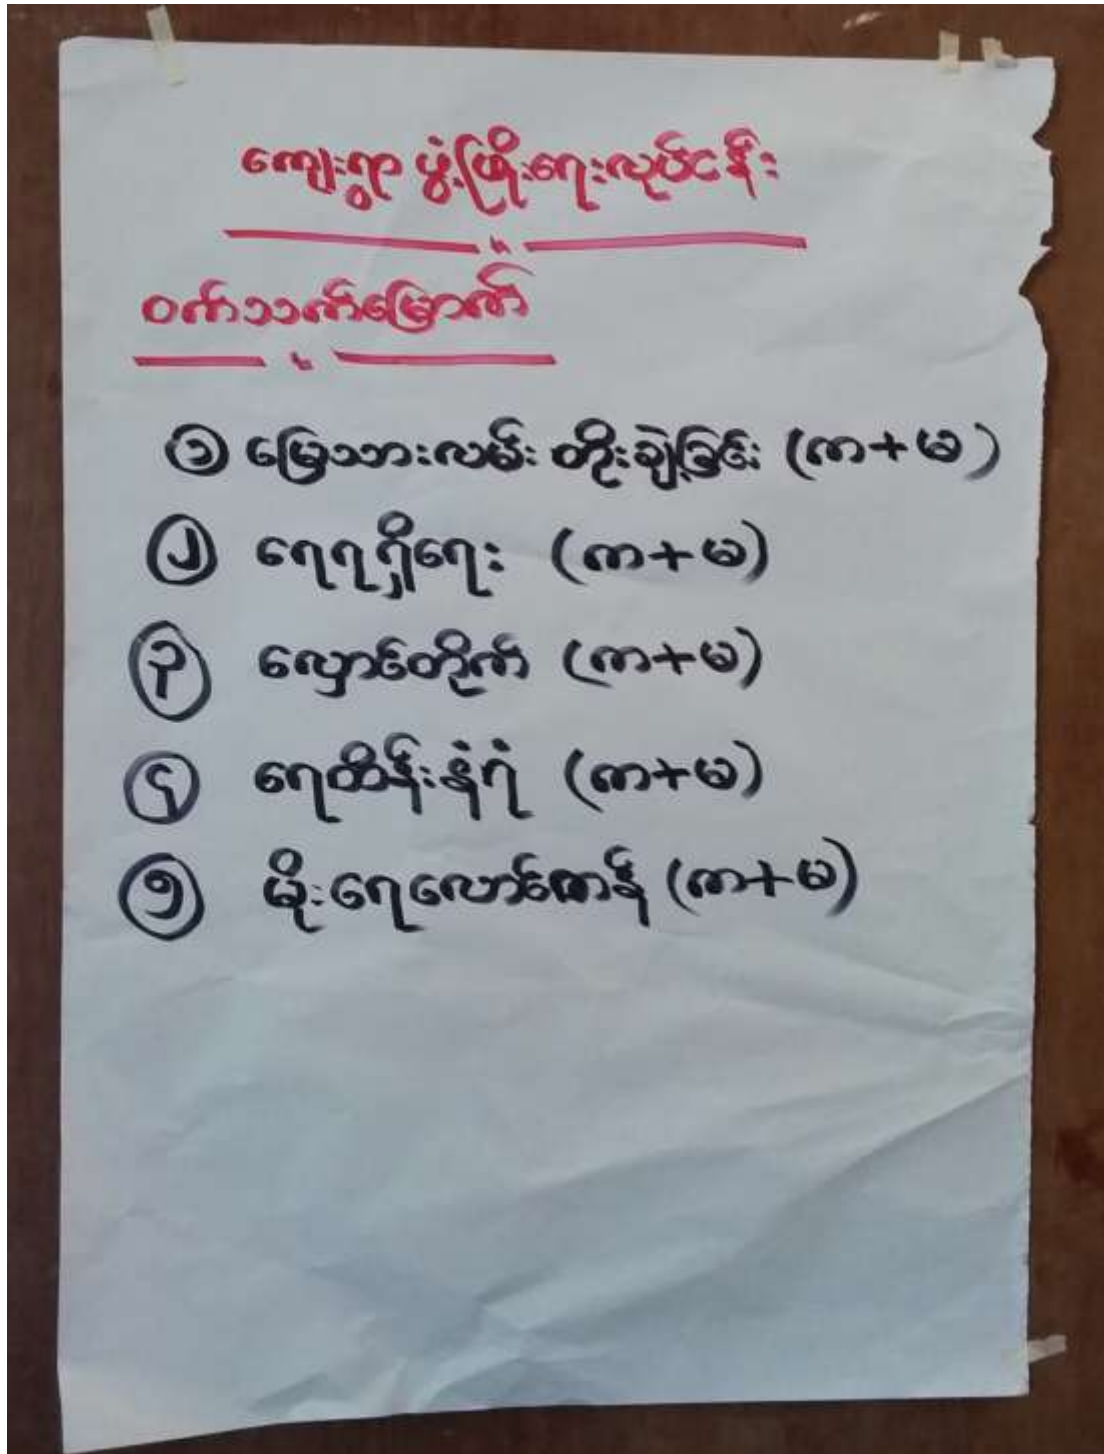 ကျေးရွာ ဖွံ့ဖြိုးရေးလုပ်ငန်း
ဝက်သက်မြောက်
၁ မြေသားလမ်း တိုးချဲ့ခြင်း (က+မ)
၂ ရေရရှိရေး (က+မ)
၃ လှောင်တိုက် (က+မ)
၄ ရေထိန်းနံရံ (က+မ)
၅ မိုးရေလှောင်ကန် (က+မ)